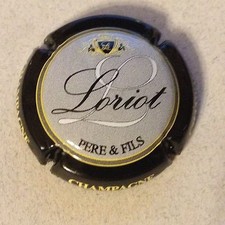 L
Loriot
PERE & FILS
CHAMPAGNE